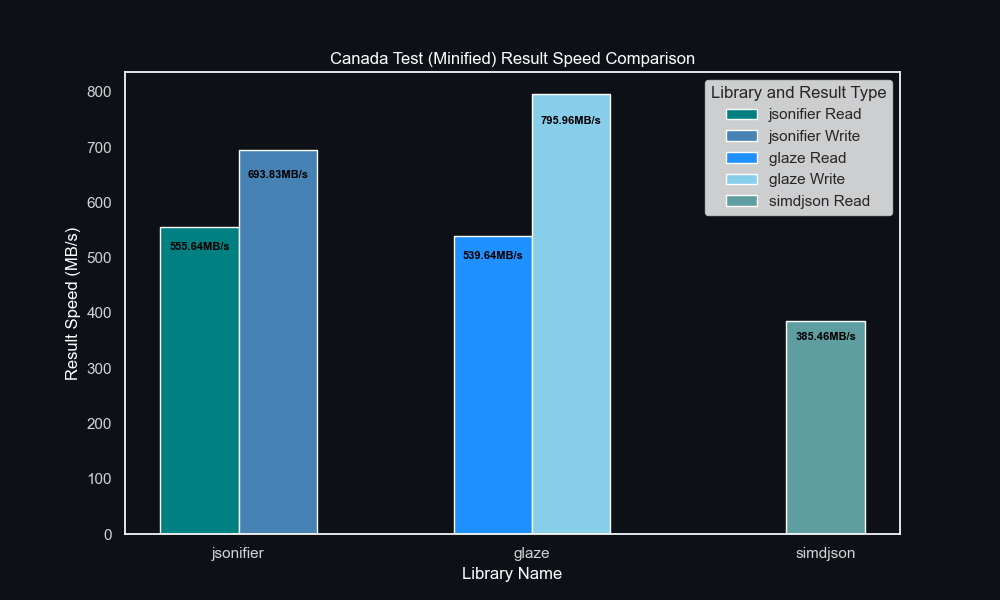 Canada Test (Minified) Result Speed Comparison
Library and Result Type
jsonifier Read
jsonifier Write
glaze Read
glaze Write
simdjson Read
Result Speed (MB/s)
800
700
600
500
400
300
200
100
0
555.64MB/s
693.83MB/s
539.64MB/s
795.96MB/s
385.46MB/s
jsonifier
glaze
simdjson
Library Name